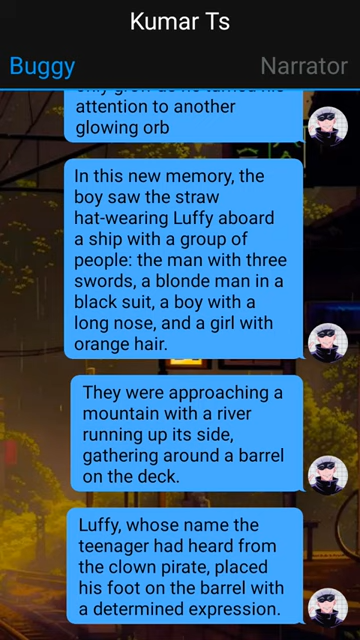 Kumar Ts
Buggy
Narrator
attention to another
glowing orb
In this new memory, the
boy saw the straw
hat-wearing Luffy aboard
a ship with a group of
people: the man with three
swords, a blonde man in a
black suit, a boy with a
long nose, and a girl with
orange hair.
They were approaching a
mountain with a river
running up its side,
gathering around a barrel
on the deck.
Luffy, whose name the
teenager had heard from
the clown pirate, placed
his foot on the barrel with
a determined expression.